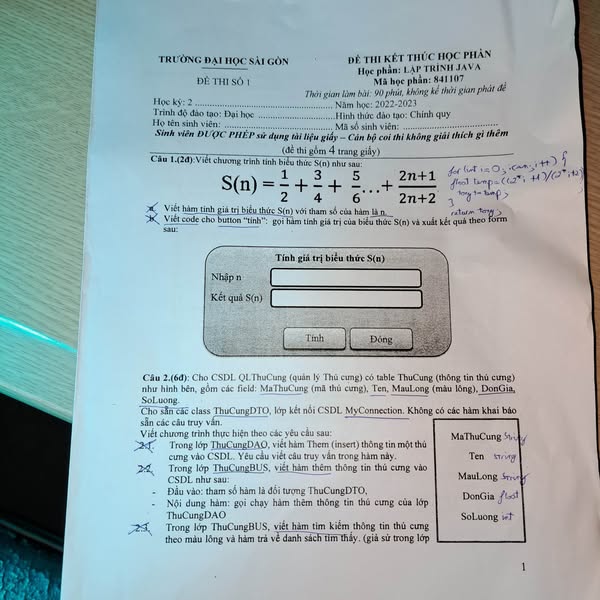 TRƯỜNG ĐẠI HỌC SÀI GÒN
ĐỀ THI SỐ 1
ĐỀ THI KẾT THÚC HỌC PHẦN
Học phần: LẬP TRÌNH JAVA
Mã học phần: 841107
Thời gian làm bài: 90 phút, không kể thời gian phát đề
Học kỳ: 2 .......... Năm học: 2022-2023
Trình độ đào tạo: Đại học .......... Hình thức đào tạo: Chính quy
Họ tên sinh viên: .......... Mã số sinh viên: ..........
Sinh viên ĐƯỢC PHÉP sử dụng tài liệu giấy – Cán bộ coi thi không giải thích gì thêm
(đề thi gồm 4 trang giấy)
Câu 1.(2đ):Viết chương trình tính biểu thức S(n) như sau:
S(n) = 1/2 + 3/4 + 5/6 ...+ 2n+1/2n+2
float temp =
return
Viết hàm tính giá trị biểu thức S(n) với tham số của hàm là n.
Viết code cho button "tính": gọi hàm tính giá trị của biểu thức S(n) và xuất kết quả theo form
sau:
Tính giá trị biểu thức S(n)
Nhập n
Kết quả S(n)
Tính
Đóng
Câu 2.(6đ): Cho CSDL QLThuCung (quản lý Thú cưng) có table ThuCung (thông tin thú cưng)
như hình bên, gồm các field: MaThuCung (mã thú cưng), Ten, MauLong (màu lông), DonGia,
SoLuong.
Cho sẵn các class ThuCungDTO, lớp kết nối CSDL MyConnection. Không có các hàm khai báo
sẵn các câu truy vấn.
Viết chương trình thực hiện theo các yêu cầu sau:
2.1 Trong lớp ThuCungDAO, viết hàm Them (insert) thông tin một thú
cưng vào CSDL. Yêu cầu viết câu truy vấn trong hàm này.
2.2 Trong lớp ThuCungBUS, viết hàm thêm thông tin thú cưng vào
CSDL như sau:
- Đầu vào: tham số hàm là đối tượng ThuCungDTO,
- Nội dung hàm: gọi chạy hàm thêm thông tin thú cưng của lớp
ThuCungDAO
2.3 Trong lớp ThuCungBUS, viết hàm tìm kiếm thông tin thú cưng
theo màu lông và hàm trả về danh sách tìm thấy. (giả sử trong lớp
MaThuCung String
Ten string
MauLong String
DonGia float
SoLuong int
1